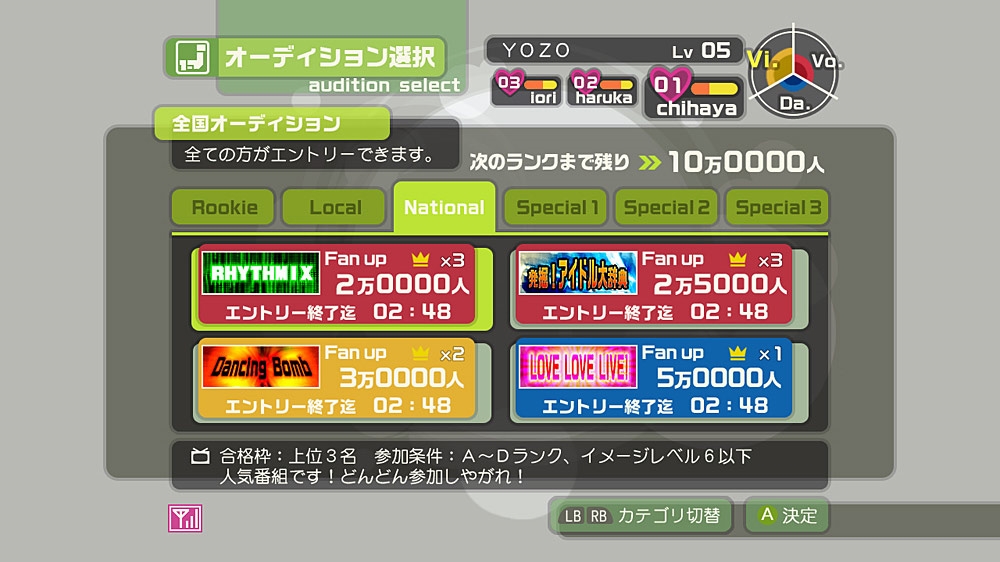 オーディション選択
audition select
YOZO Lv 05
03 iori
02 haruka
01 chihaya
Vi. Vo. Da.
全国オーディション
全ての方がエントリーできます。
次のランクまで残り 10万0000人
Rookie Local National Special 1 Special 2 Special 3
RHYTHMIX
Fan up ×3
2万0000人
エントリー終了迄 02:48
発掘!アイドル大辞典
Fan up ×3
2万5000人
エントリー終了迄 02:48
Dancing Bomb
Fan up ×2
3万0000人
エントリー終了迄 02:48
LOVE LOVE LIVE!
Fan up ×1
5万0000人
エントリー終了迄 02:48
合格枠:上位3名 参加条件:A~Dランク、イメージレベル6以下
人気番組です!どんどん参加しやがれ!
LB RB カテゴリ切替 A 決定